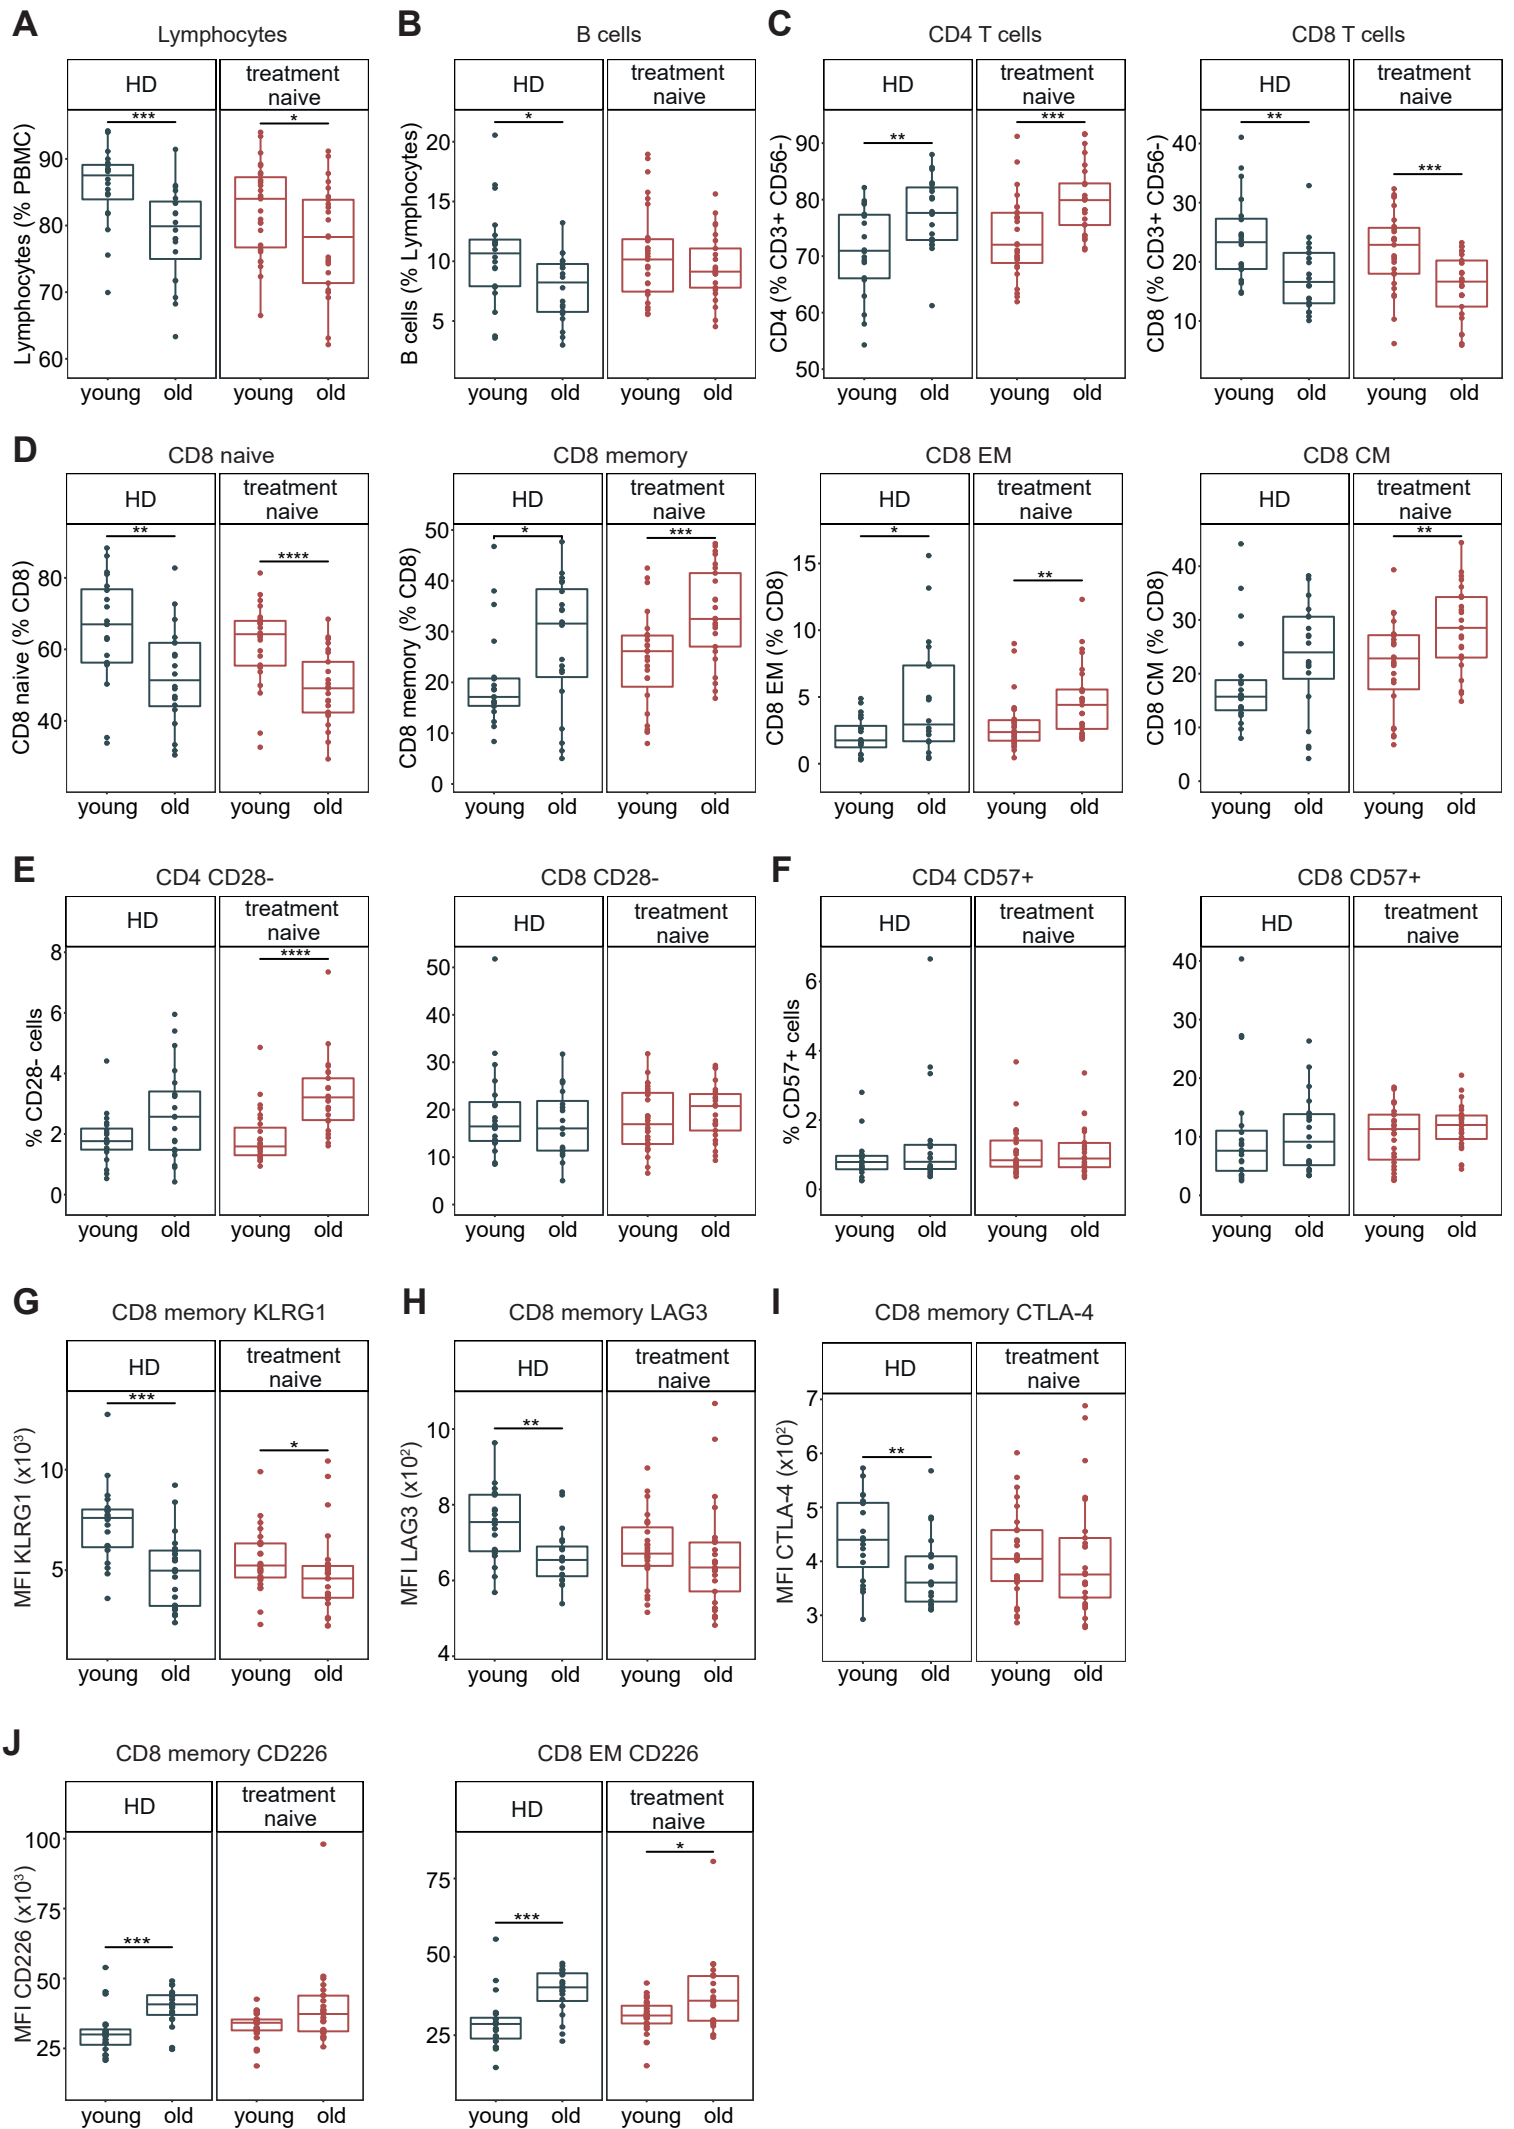 A
Lymphocytes
HD
treatment
naive
***
*
Lymphocytes (% PBMC)
90
80
70
60
young
old
young
old
B
B cells
HD
treatment
naive
*
B cells (% Lymphocytes)
20
15
10
5
young
old
young
old
C
CD4 T cells
HD
treatment
naive
**
***
CD4 (% CD3+ CD56-)
90
80
70
60
50
young
old
young
old
CD8 T cells
HD
treatment
naive
**
***
CD8 (% CD3+ CD56-)
40
30
20
10
young
old
young
old
D
CD8 naive
HD
treatment
naive
**
****
CD8 naive (% CD8)
80
60
40
young
old
young
old
CD8 memory
HD
treatment
naive
*
***
CD8 memory (% CD8)
50
40
30
20
10
0
young
old
young
old
CD8 EM
HD
treatment
naive
*
**
CD8 EM (% CD8)
15
10
5
0
young
old
young
old
CD8 CM
HD
treatment
naive
**
CD8 CM (% CD8)
40
30
20
10
0
young
old
young
old
E
CD4 CD28-
HD
treatment
naive
****
% CD28- cells
8
6
4
2
0
young
old
young
old
CD8 CD28-
HD
treatment
naive
50
40
30
20
10
0
young
old
young
old
F
CD4 CD57+
HD
treatment
naive
% CD57+ cells
6
4
2
0
young
old
young
old
CD8 CD57+
HD
treatment
naive
40
30
20
10
0
young
old
young
old
G
CD8 memory KLRG1
HD
treatment
naive
***
*
MFI KLRG1 (x10³)
10
5
young
old
young
old
H
CD8 memory LAG3
HD
treatment
naive
**
MFI LAG3 (x10²)
10
8
6
4
young
old
young
old
I
CD8 memory CTLA-4
HD
treatment
naive
**
MFI CTLA-4 (x10²)
7
6
5
4
3
young
old
young
old
J
CD8 memory CD226
HD
treatment
naive
***
MFI CD226 (x10³)
100
75
50
25
young
old
young
old
CD8 EM CD226
HD
treatment
naive
***
*
75
50
25
young
old
young
old